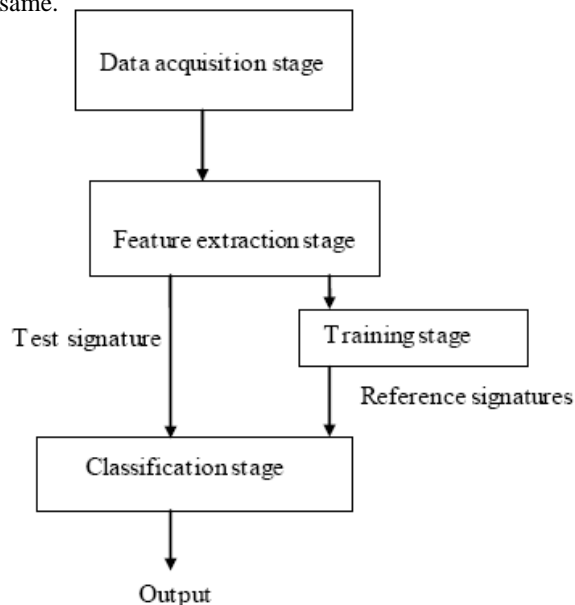 same.
Data acquisition stage
Feature extraction stage
Test signature
Training stage
Reference signatures
Classification stage
Output